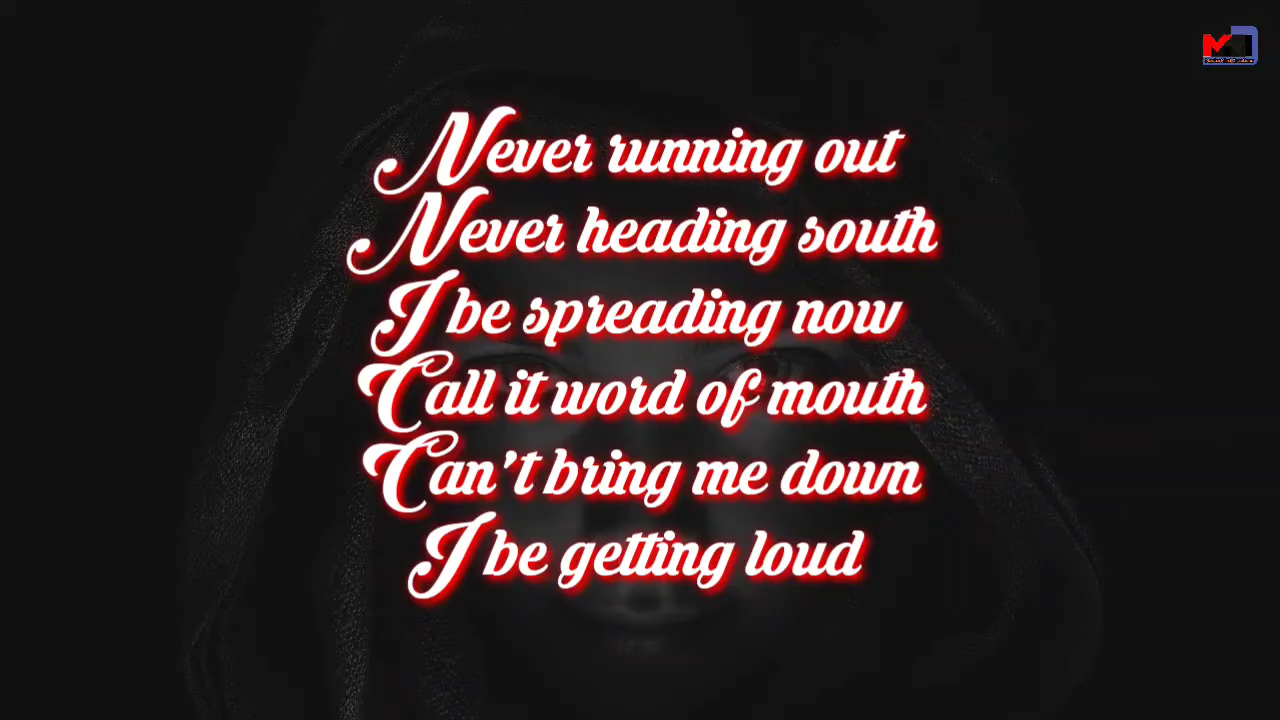 Never running out
Never heading south
I be spreading now
Call it word of mouth
Can't bring me down
I be getting loud